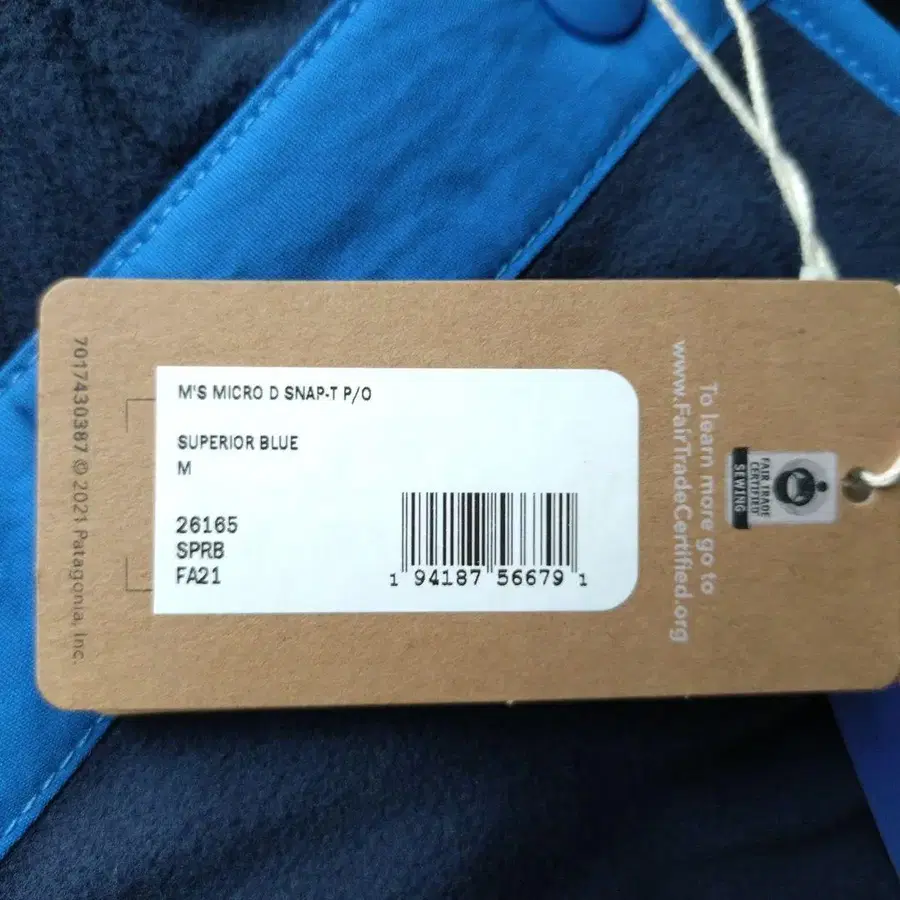 M'S MICRO D SNAP-T P/O
SUPERIOR BLUE
M
26165
SPRB
FA21
1 94187 56679 1
7017430387 © 2021 Patagonia, Inc.
To learn more go to
www.FairTradeCertified.org
FAIR TRADE
CERTIFIED
SEWING